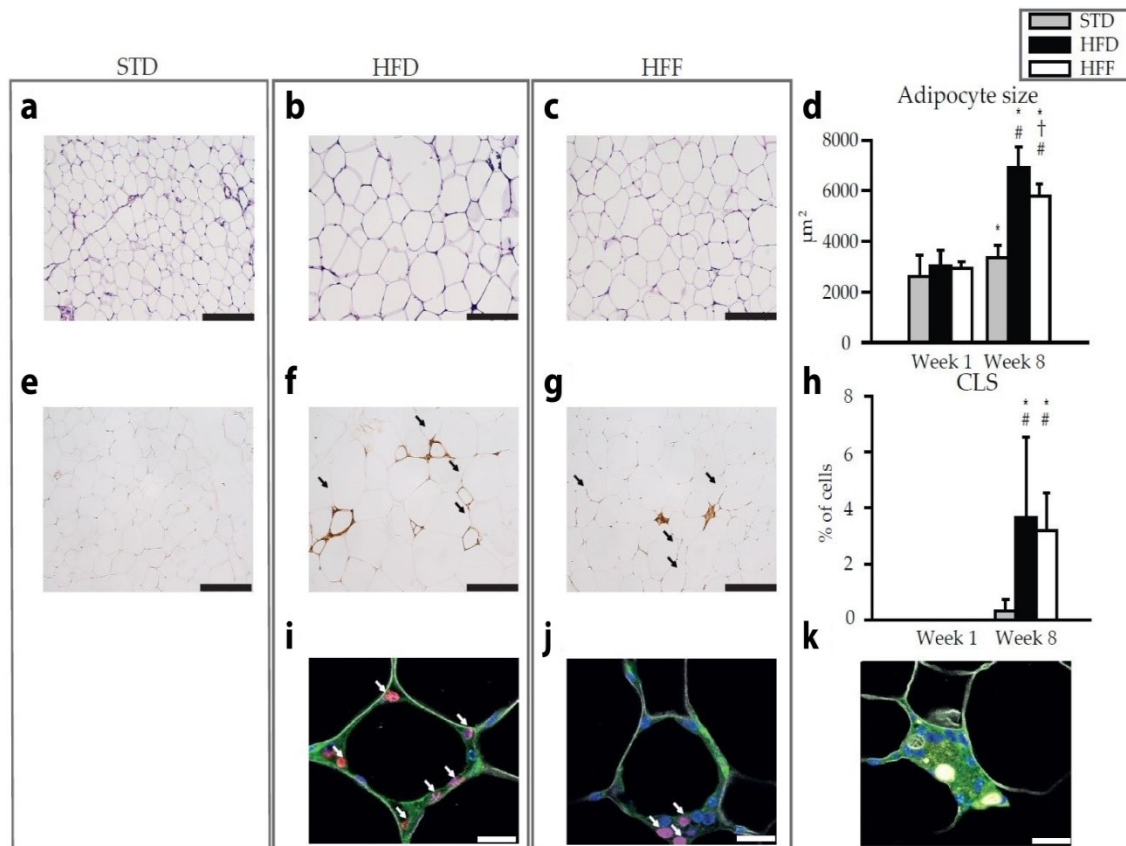 STD
HFD
HFF
STD HFD HFF
a b c d
Adipocyte size
* *
# †
#
8000
6000
*
µm²
4000
2000
0
Week 1 Week 8
e f g h
CLS
8
* *
# #
6
% of cells
4
2
0
i j Week 1 Week 8
k